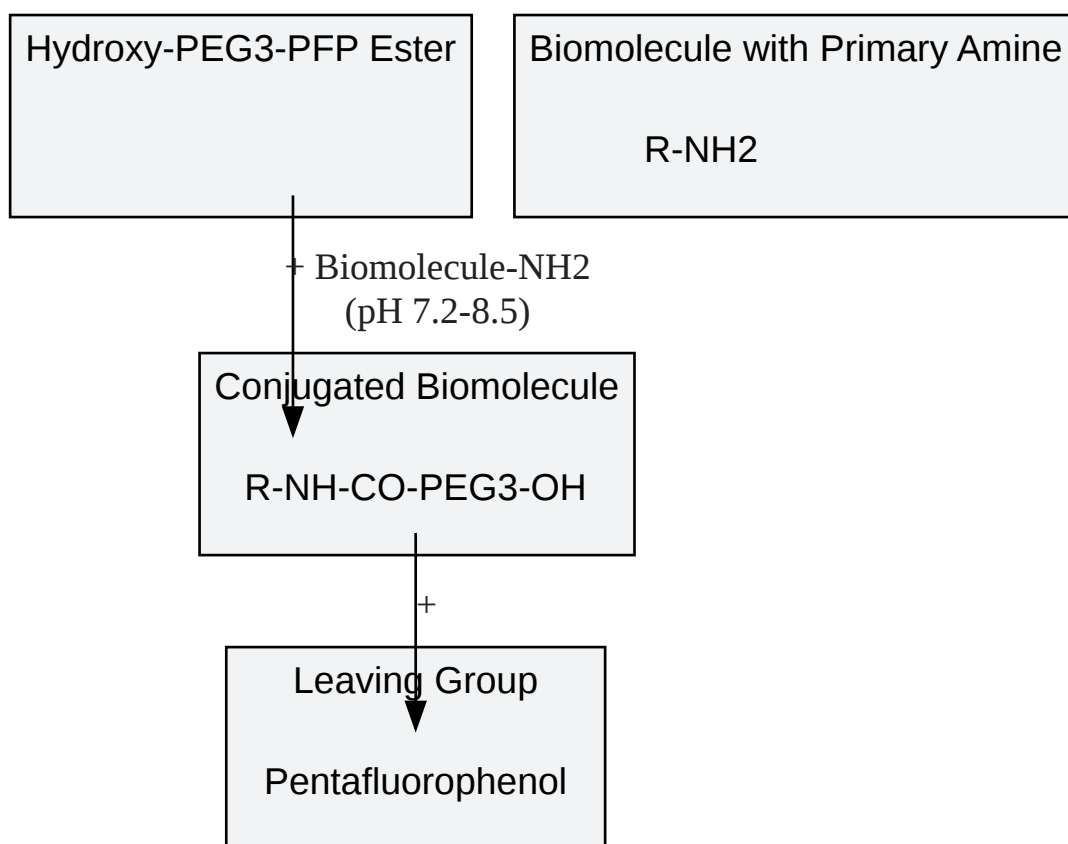 Hydroxy-PEG3-PFP Ester
Biomolecule with Primary Amine
R-NH2
+ Biomolecule-NH2
(pH 7.2-8.5)
Conjugated Biomolecule
R-NH-CO-PEG3-OH
+
Leaving Group
Pentafluorophenol